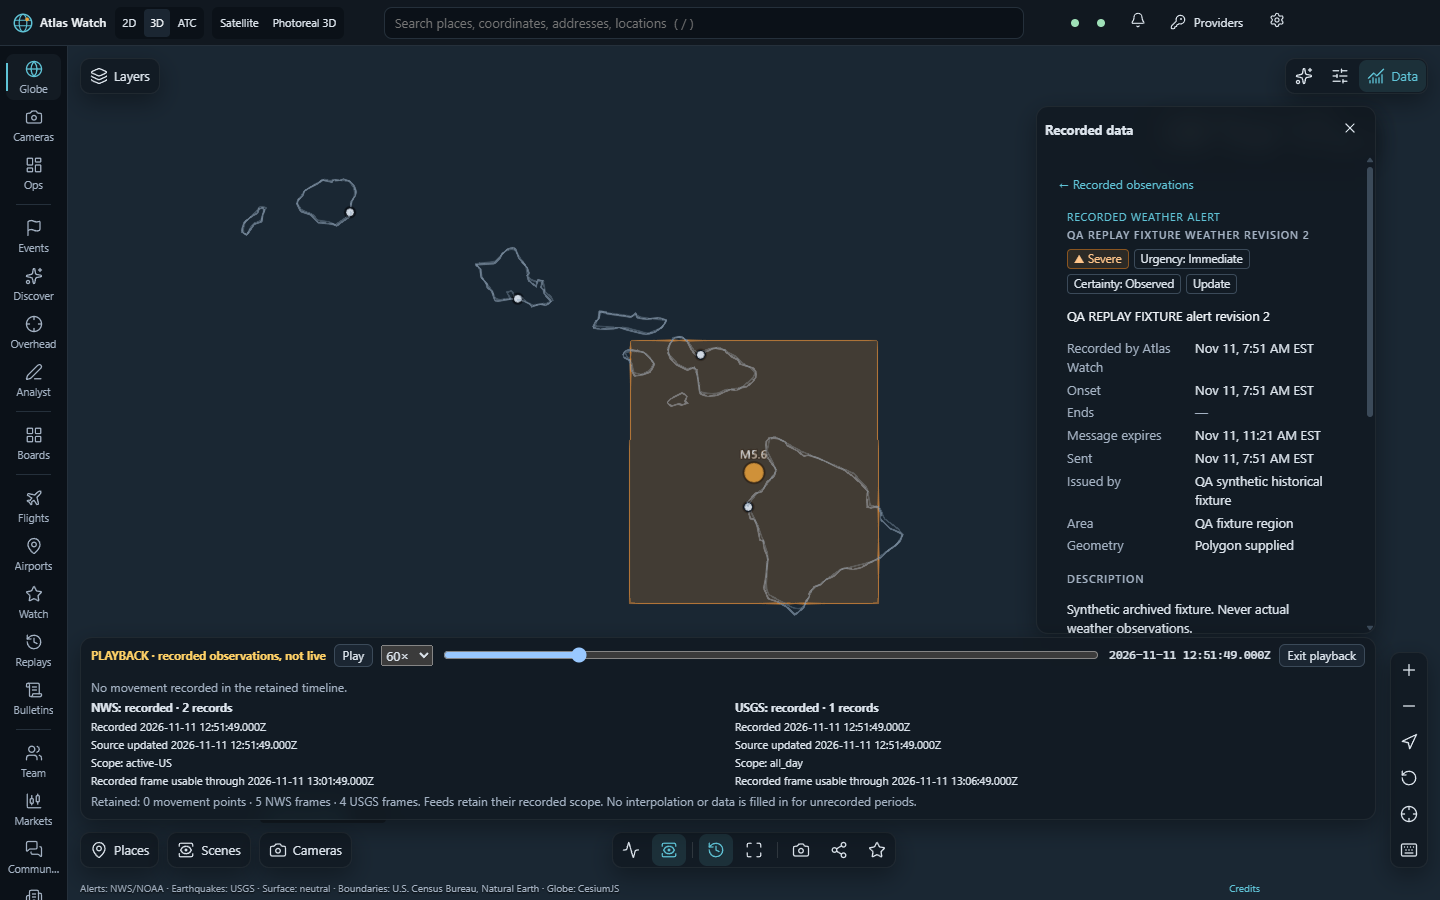 Atlas Watch
2D 3D ATC
Satellite Photoreal 3D
Search places, coordinates, addresses, locations ( / )
Providers
Globe
Cameras
Ops
Events
Discover
Overhead
Analyst
Boards
Flights
Airports
Watch
Replays
Bulletins
Team
Markets
Commun...
Layers
Data
M5.6
Recorded data
← Recorded observations
RECORDED WEATHER ALERT
QA REPLAY FIXTURE WEATHER REVISION 2
Severe Urgency: Immediate
Certainty: Observed Update
QA REPLAY FIXTURE alert revision 2
Recorded by Atlas Watch Nov 11, 7:51 AM EST
Onset Nov 11, 7:51 AM EST
Ends —
Message expires Nov 11, 11:21 AM EST
Sent Nov 11, 7:51 AM EST
Issued by QA synthetic historical fixture
Area QA fixture region
Geometry Polygon supplied
DESCRIPTION
Synthetic archived fixture. Never actual
weather observations.
PLAYBACK · recorded observations, not live Play 60× 2026-11-11 12:51:49.000Z Exit playback
No movement recorded in the retained timeline.
NWS: recorded · 2 records
Recorded 2026-11-11 12:51:49.000Z
Source updated 2026-11-11 12:51:49.000Z
Scope: active-US
Recorded frame usable through 2026-11-11 13:01:49.000Z
USGS: recorded · 1 records
Recorded 2026-11-11 12:51:49.000Z
Source updated 2026-11-11 12:51:49.000Z
Scope: all_day
Recorded frame usable through 2026-11-11 13:06:49.000Z
Retained: 0 movement points · 5 NWS frames · 4 USGS frames. Feeds retain their recorded scope. No interpolation or data is filled in for unrecorded periods.
Places Scenes Cameras
Alerts: NWS/NOAA · Earthquakes: USGS · Surface: neutral · Boundaries: U.S. Census Bureau, Natural Earth · Globe: CesiumJS
Credits